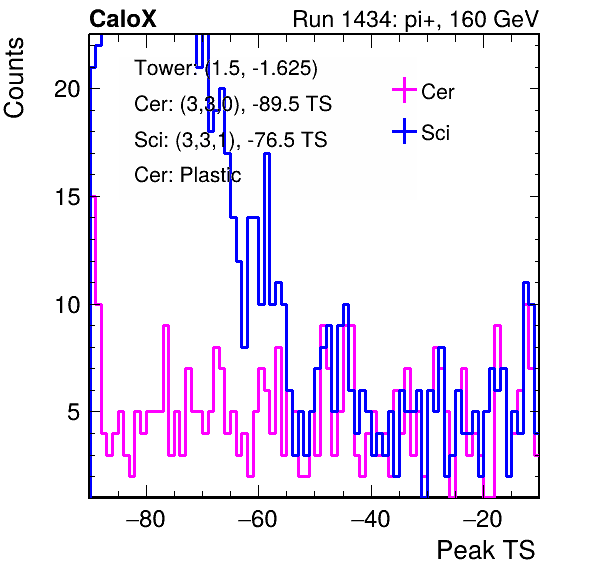 CaloX Run 1434: pi+, 160 GeV
Counts
Tower: (1.5, -1.625)
Cer: (3,3,0), -89.5 TS
Sci: (3,3,1), -76.5 TS
Cer: Plastic
Cer
Sci
20
15
10
5
−80 −60 −40 −20
Peak TS